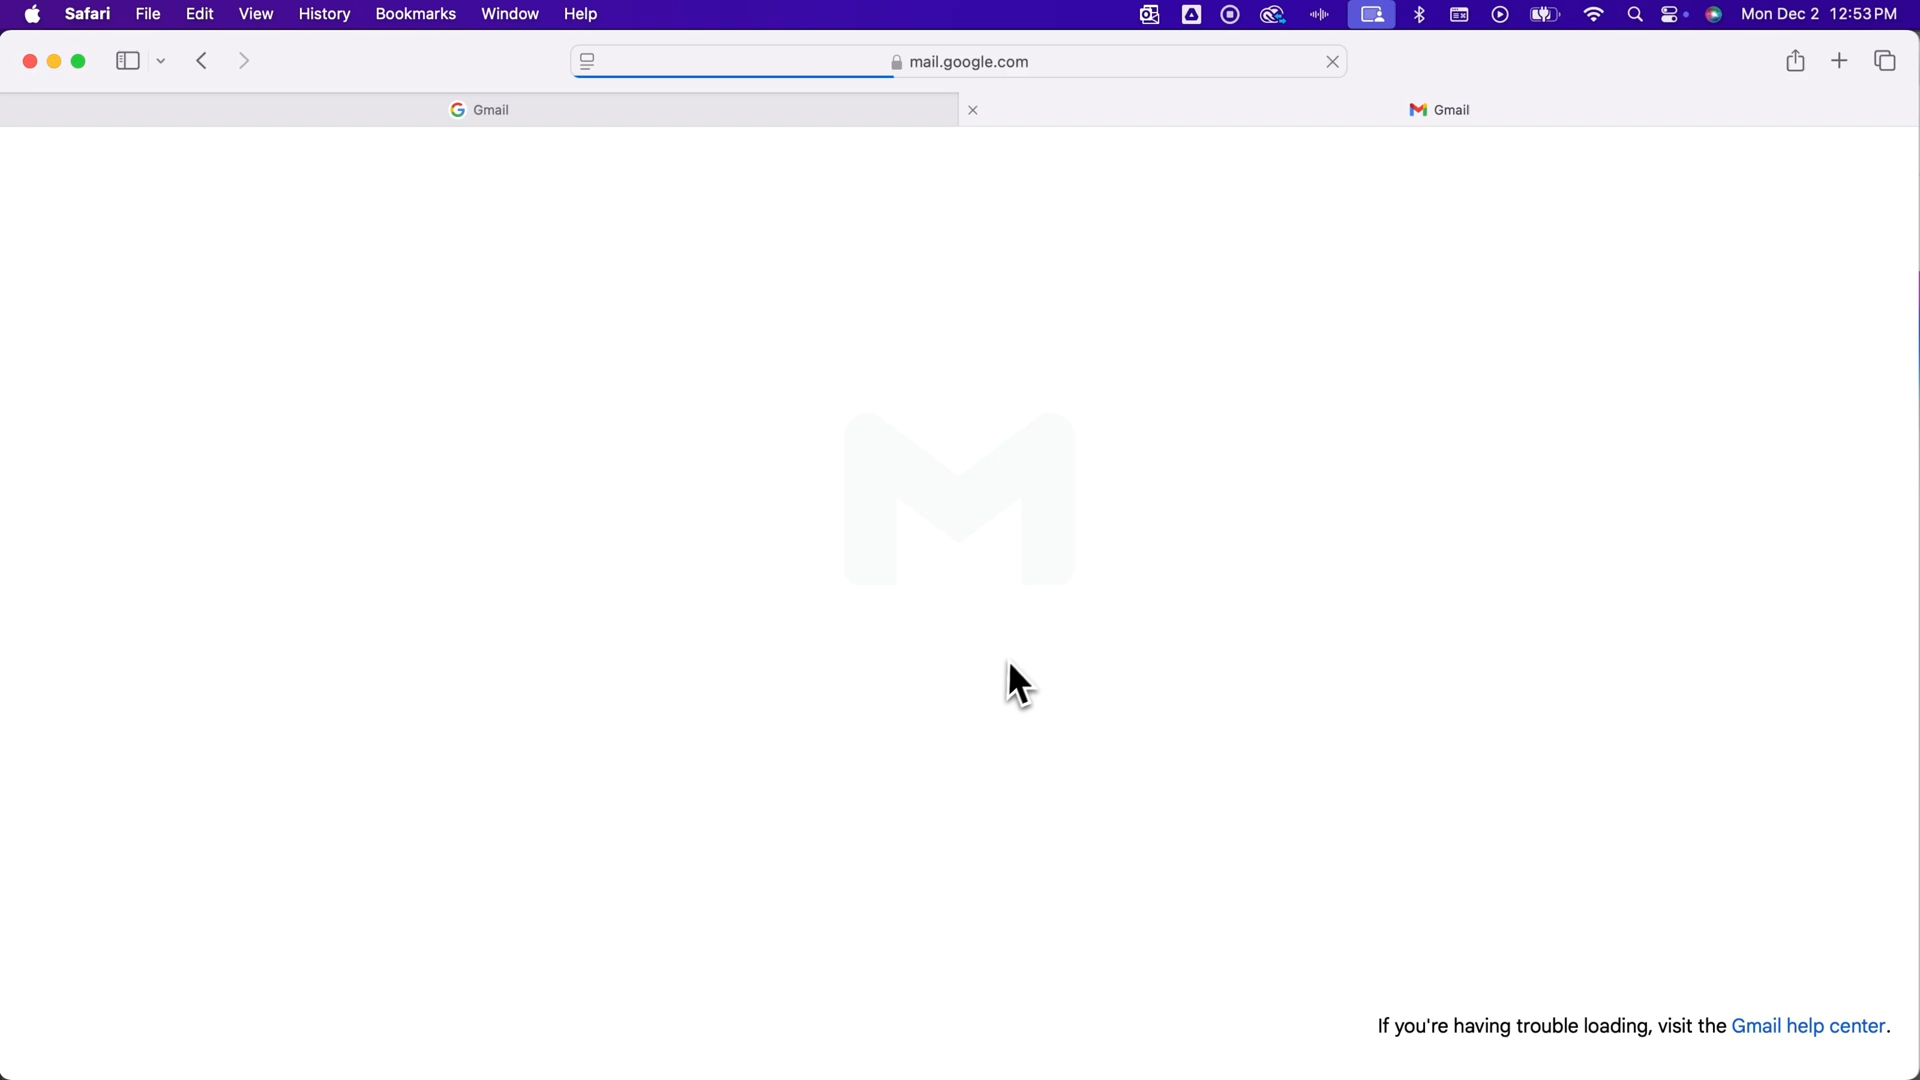 Safari File Edit View History Bookmarks Window Help Mon Dec 2 12:53 PM
mail.google.com
Gmail Gmail
If you're having trouble loading, visit the Gmail help center.